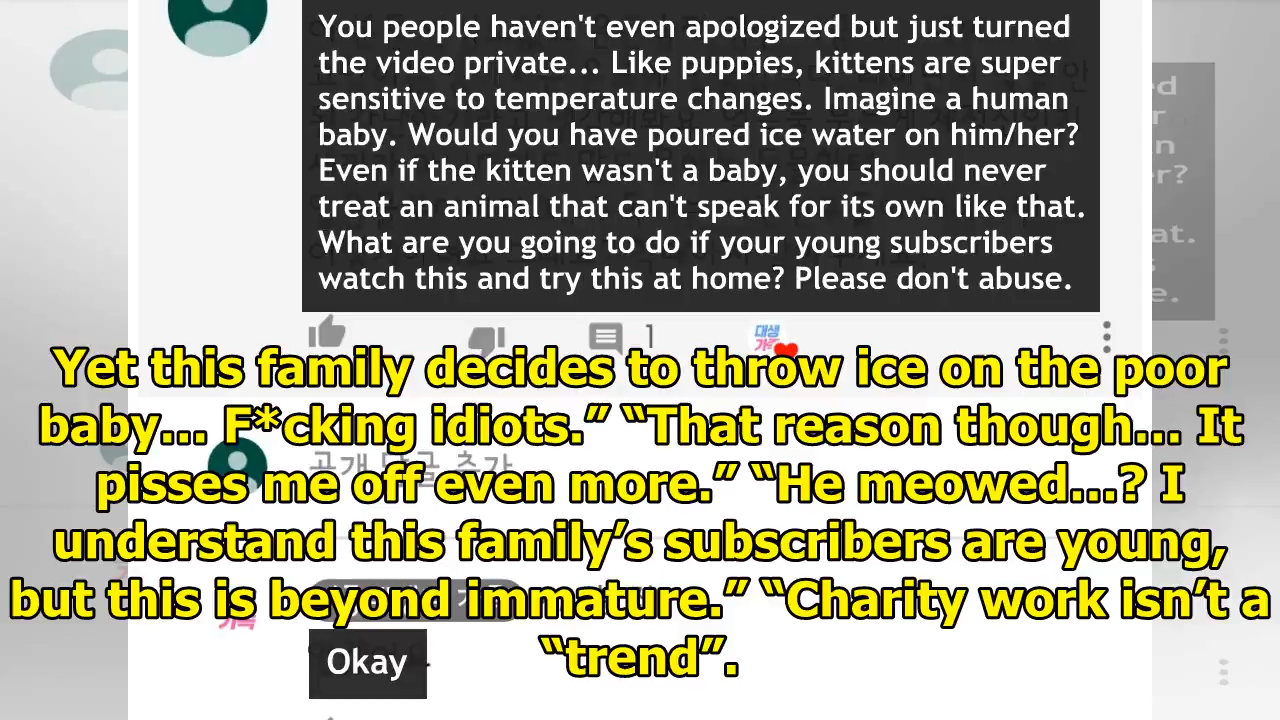 You people haven't even apologized but just turned
the video private... Like puppies, kittens are super
sensitive to temperature changes. Imagine a human
baby. Would you have poured ice water on him/her?
Even if the kitten wasn't a baby, you should never
treat an animal that can't speak for its own like that.
What are you going to do if your young subscribers
watch this and try this at home? Please don't abuse.
1
대생
Yet this family decides to throw ice on the poor
baby... F*cking idiots.” “That reason though... It
pisses me off even more.” “He meowed...? I
understand this family’s subscribers are young,
but this is beyond immature.” “Charity work isn’t a
“trend”.
Okay